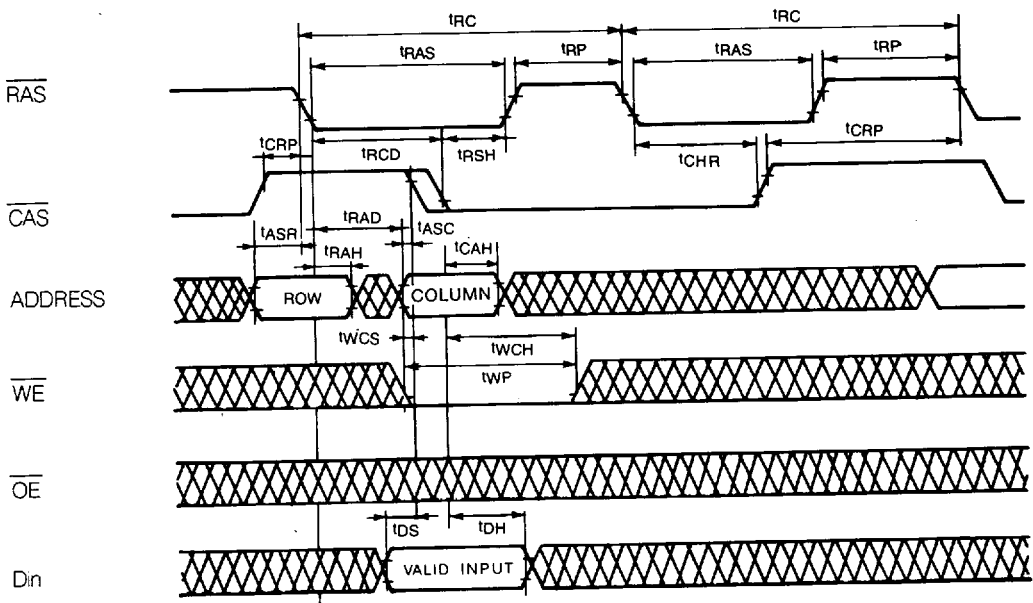 tRC tRC
tRAS tRP tRAS tRP
RAS
tCRP tRCD tRSH tCHR tCRP
CAS
tASR tRAH tRAD tASC tCAH
ADDRESS ROW COLUMN
tWCS tWCH
tWP
WE
OE
tDS tDH
Din VALID INPUT